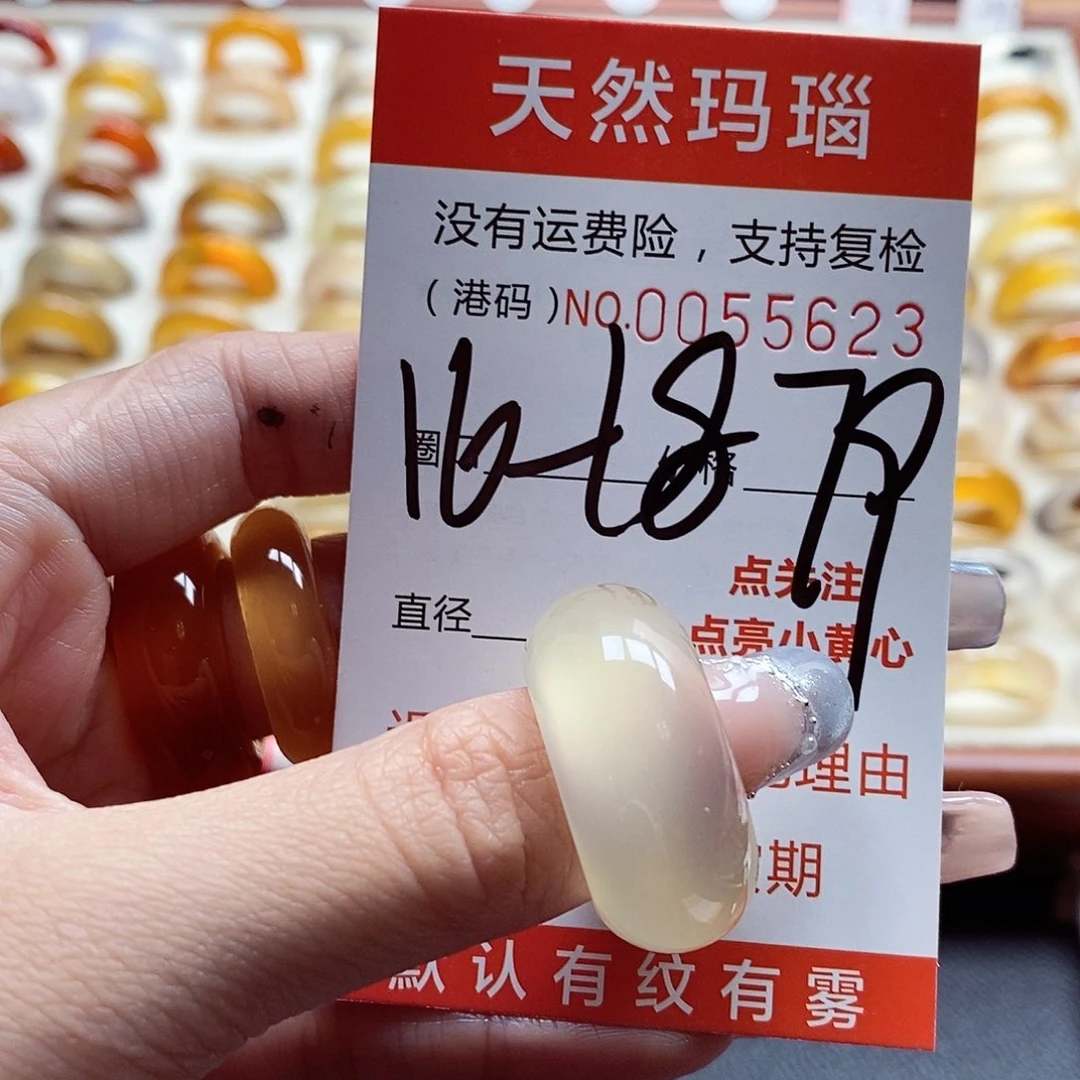 天然玛瑙
没有运费险，支持复检
（港码）NO.0055623
圈
格
16-18
79
点关注
直径
点亮小黄心
理由
期
默认有纹有雾